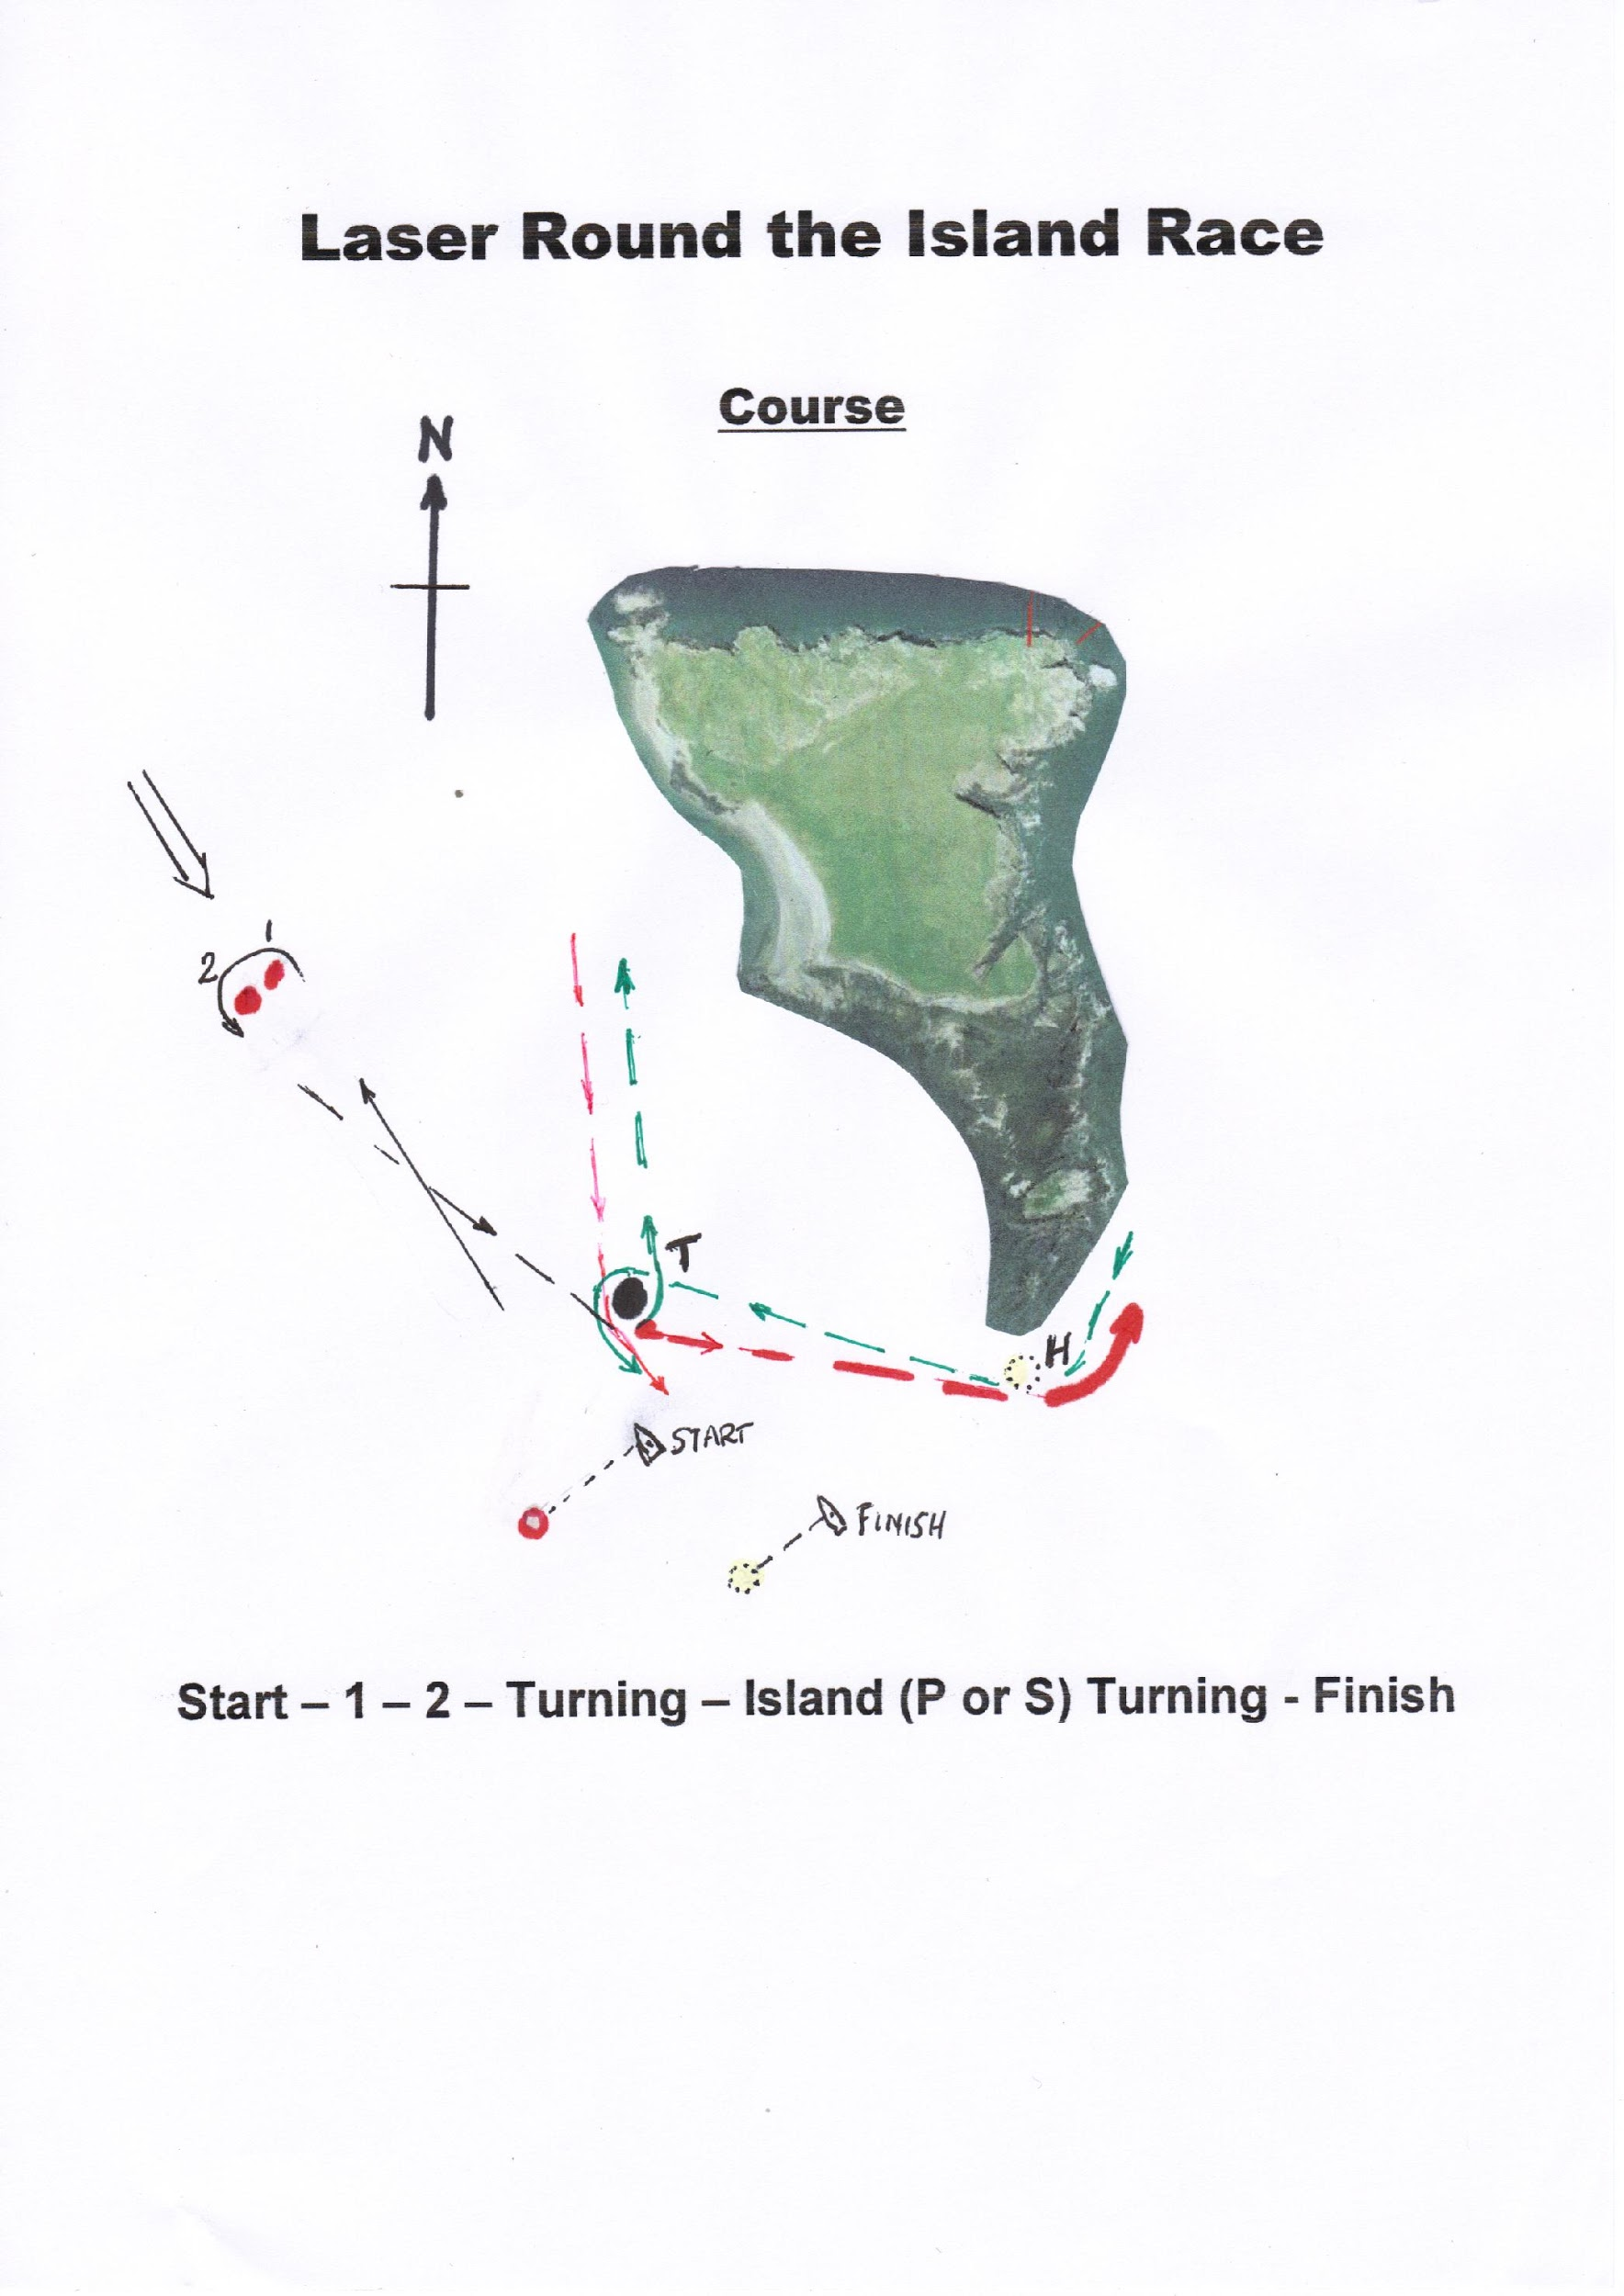 Laser Round the Island Race
Course
N
1
2
T
H
START
FINISH
Start – 1 – 2 – Turning – Island (P or S) Turning - Finish